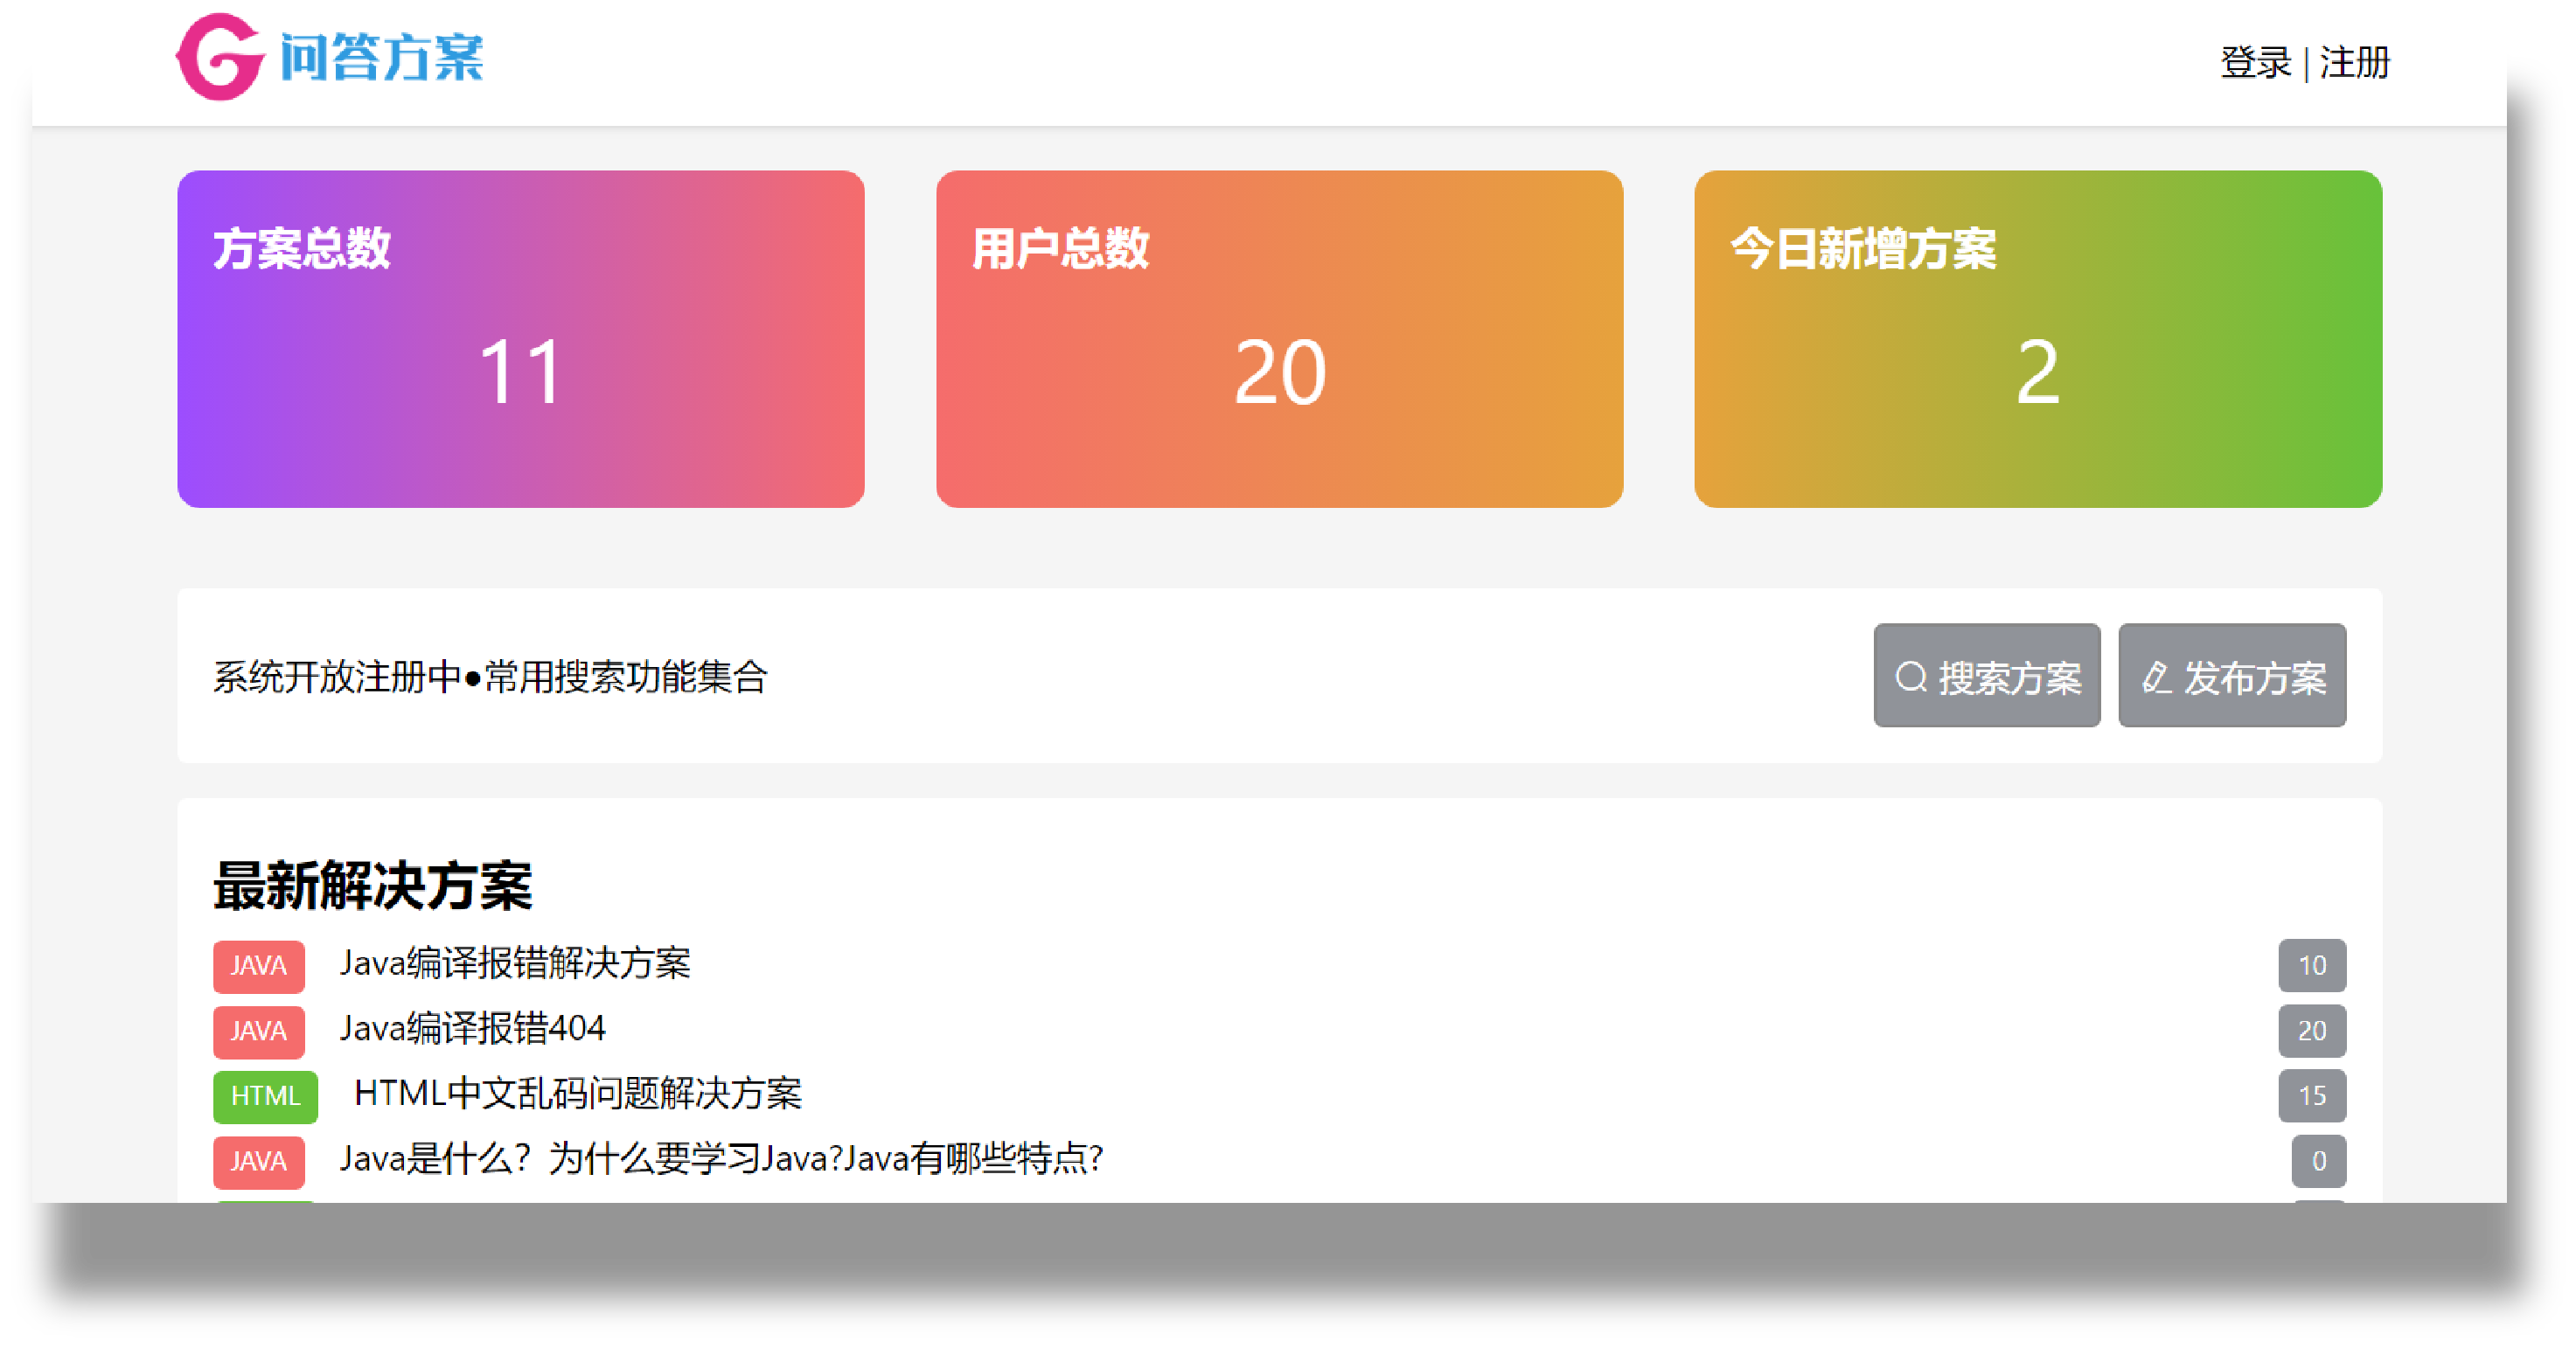 问答方案
登录 | 注册
方案总数
11
用户总数
20
今日新增方案
2
系统开放注册中●常用搜索功能集合
搜索方案
发布方案
最新解决方案
JAVA Java编译报错解决方案 10
JAVA Java编译报错404 20
HTML HTML中文乱码问题解决方案 15
JAVA Java是什么？为什么要学习Java?Java有哪些特点? 0